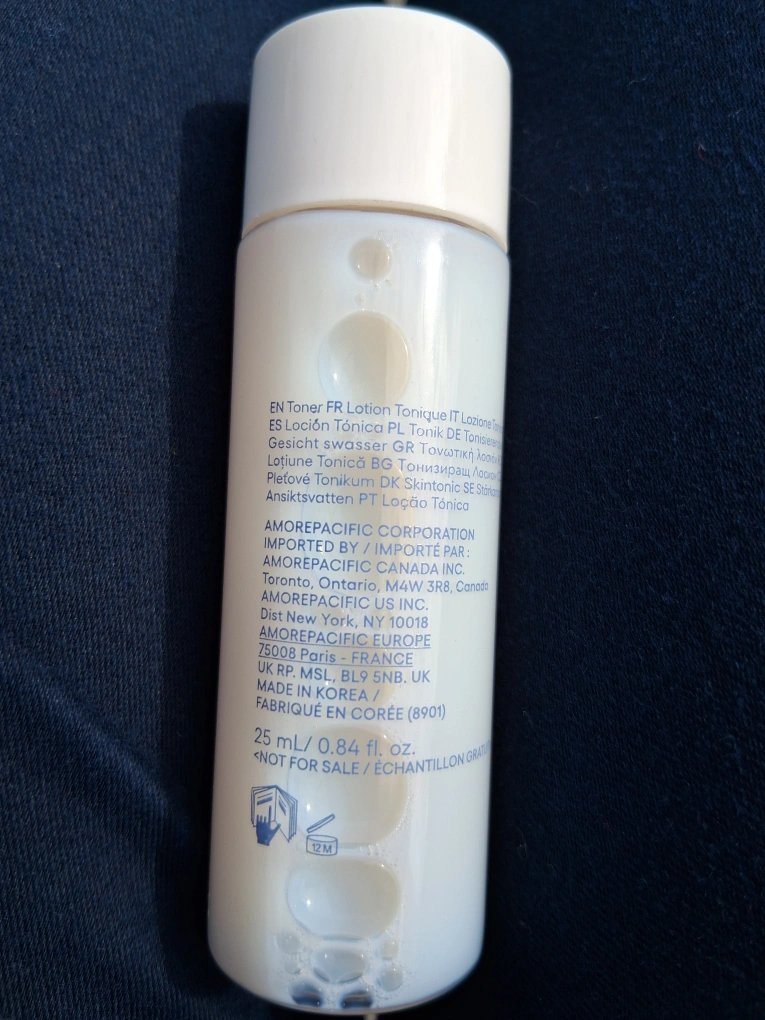 EN Toner FR Lotion Tonique IT Lozione
ES Loción Tónica PL Tonik DE
Gesicht swasser GR Τονωτική
Loțiune Tonică BG Тонизиращ Лосион
Pleťové Tonikum DK Skintonic SE
Ansiktsvatten PT Loção Tónica
AMOREPACIFIC CORPORATION
IMPORTED BY / IMPORTÉ PAR :
AMOREPACIFIC CANADA INC.
Toronto, Ontario, M4W 3R8, Canada
AMOREPACIFIC US INC.
Dist New York, NY 10018
AMOREPACIFIC EUROPE
75008 Paris - FRANCE
UK RP. MSL, BL9 5NB. UK
MADE IN KOREA /
FABRIQUÉ EN CORÉE (8901)
25 mL/ 0.84 fl. oz.
<NOT FOR SALE / ÉCHANTILLON
12 M